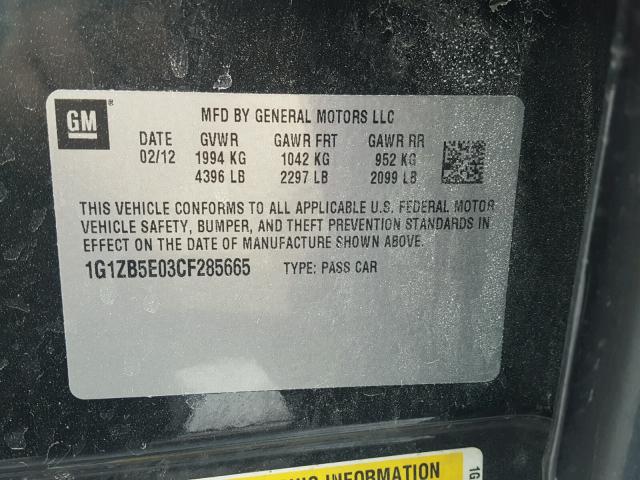 GM ®
MFD BY GENERAL MOTORS LLC
DATE GVWR GAWR FRT GAWR RR
02/12 1994 KG 1042 KG 952 KG
4396 LB 2297 LB 2099 LB
THIS VEHICLE CONFORMS TO ALL APPLICABLE U.S. FEDERAL MOTOR
VEHICLE SAFETY, BUMPER, AND THEFT PREVENTION STANDARDS IN
EFFECT ON THE DATE OF MANUFACTURE SHOWN ABOVE.
1G1ZB5E03CF285665 TYPE: PASS CAR
INFORMATION
1G